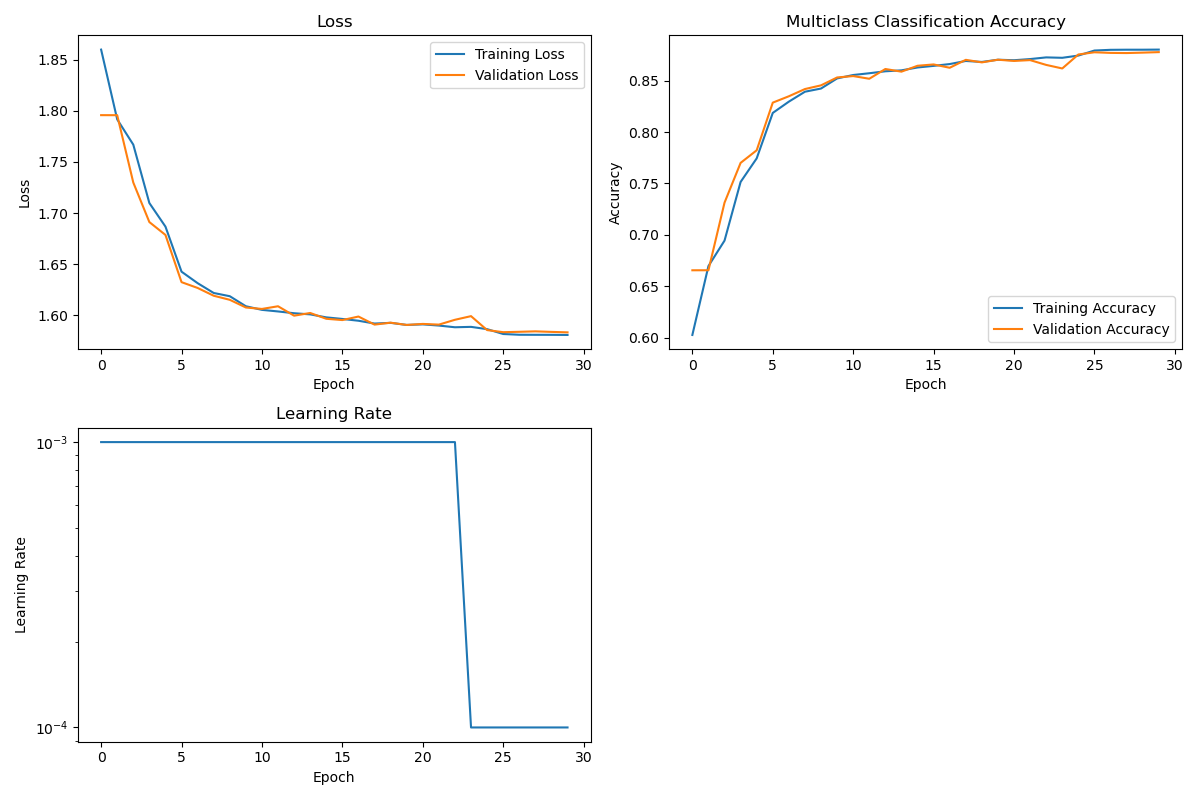 Loss
Training Loss
Validation Loss
1.85
1.80
1.75
1.70
1.65
1.60
Loss
0 5 10 15 20 25 30
Epoch
Multiclass Classification Accuracy
0.85
0.80
0.75
0.70
0.65
0.60
Accuracy
Training Accuracy
Validation Accuracy
0 5 10 15 20 25 30
Epoch
Learning Rate
10⁻³
10⁻⁴
Learning Rate
0 5 10 15 20 25 30
Epoch